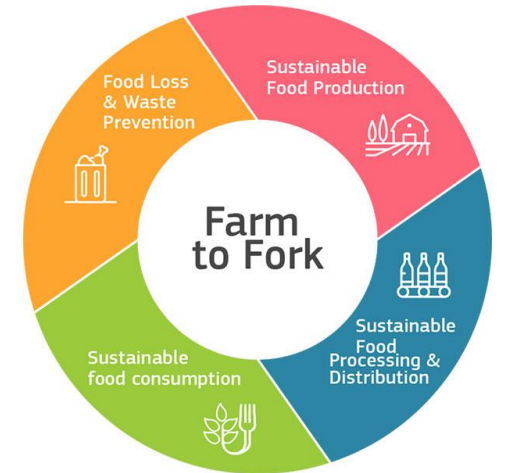 Farm
to Fork
Sustainable
Food Production
Sustainable
Food
Processing &
Distribution
Sustainable
food consumption
Food Loss
& Waste
Prevention